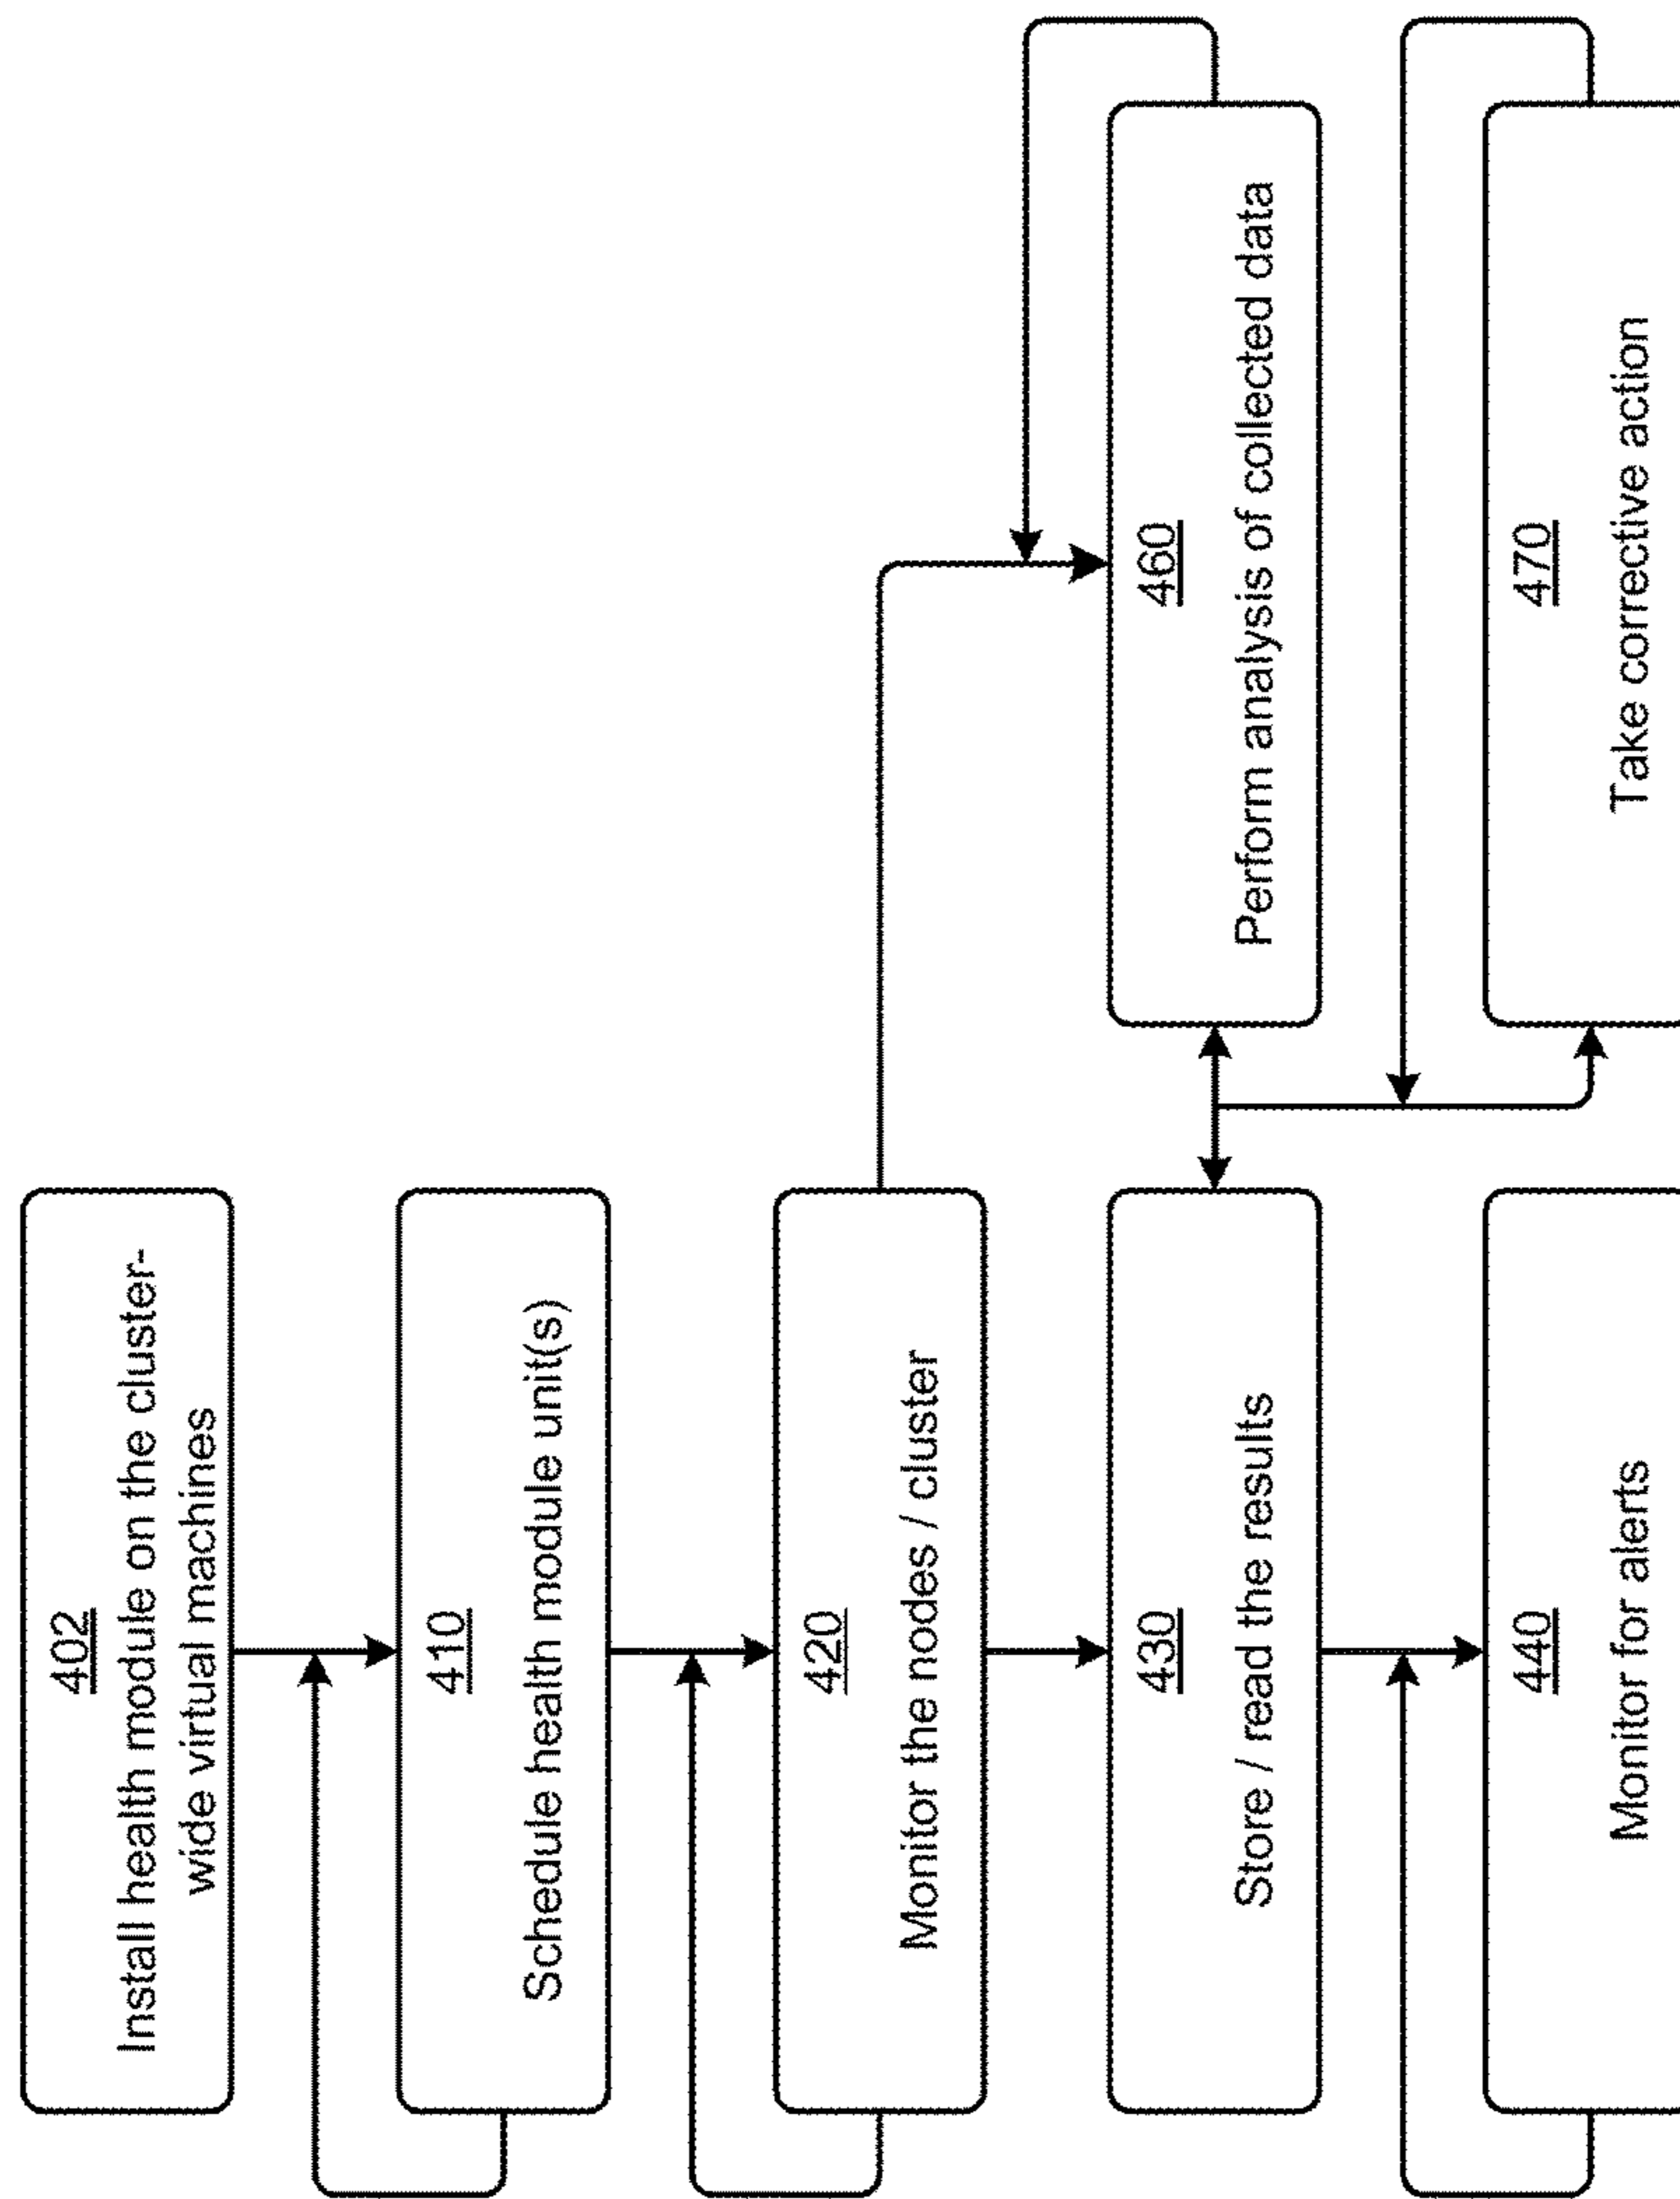 402
Install health module on the cluster-
wide virtual machines
410
Schedule health module unit(s)
420
Monitor the nodes / cluster
430
Store / read the results
440
Monitor for alerts
460
Perform analysis of collected data
470
Take corrective action